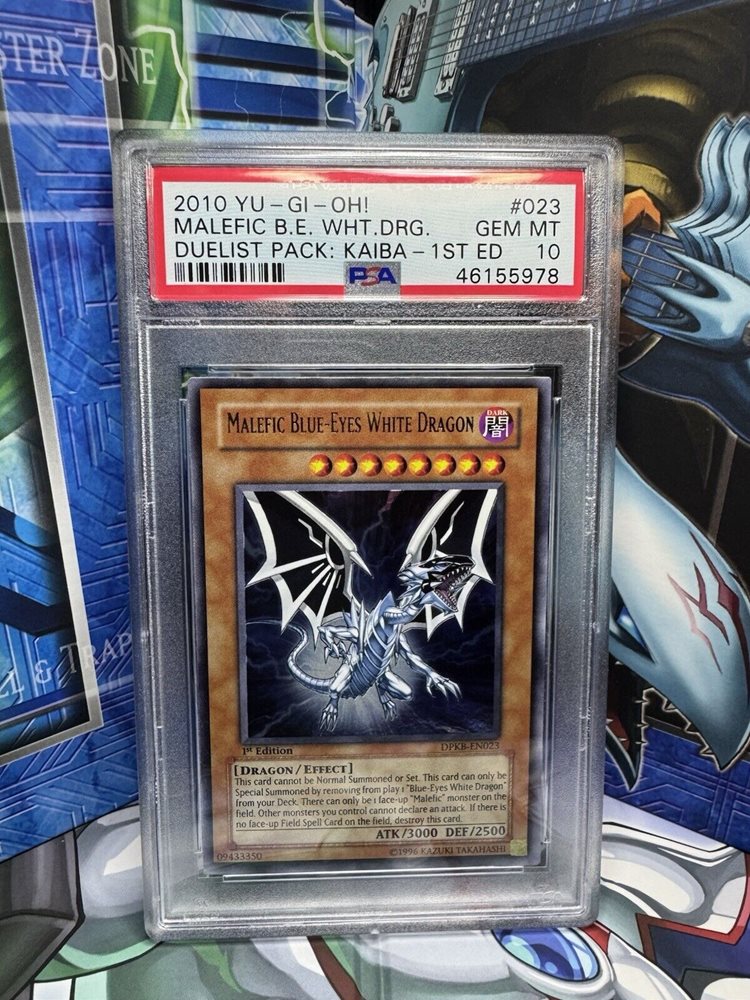 STER ZONE
2010 YU-GI-OH! #023
MALEFIC B.E. WHT.DRG. GEM MT
DUELIST PACK: KAIBA-1ST ED 10
PSA 46155978
MALEFIC BLUE-EYES WHITE DRAGON DARK 闇
L & TRAP
1st Edition DPKB-EN023
[DRAGON/EFFECT]
This card cannot be Normal Summoned or Set. This card can only be
Special Summoned by removing from play 1 "Blue-Eyes White Dragon"
from your Deck. There can only be 1 face-up "Malefic" monster on the
field. Other monsters you control cannot declare an attack. If there is
no face-up Field Spell Card on the field, destroy this card.
ATK/3000 DEF/2500
09433350 ©1996 KAZUKI TAKAHASHI